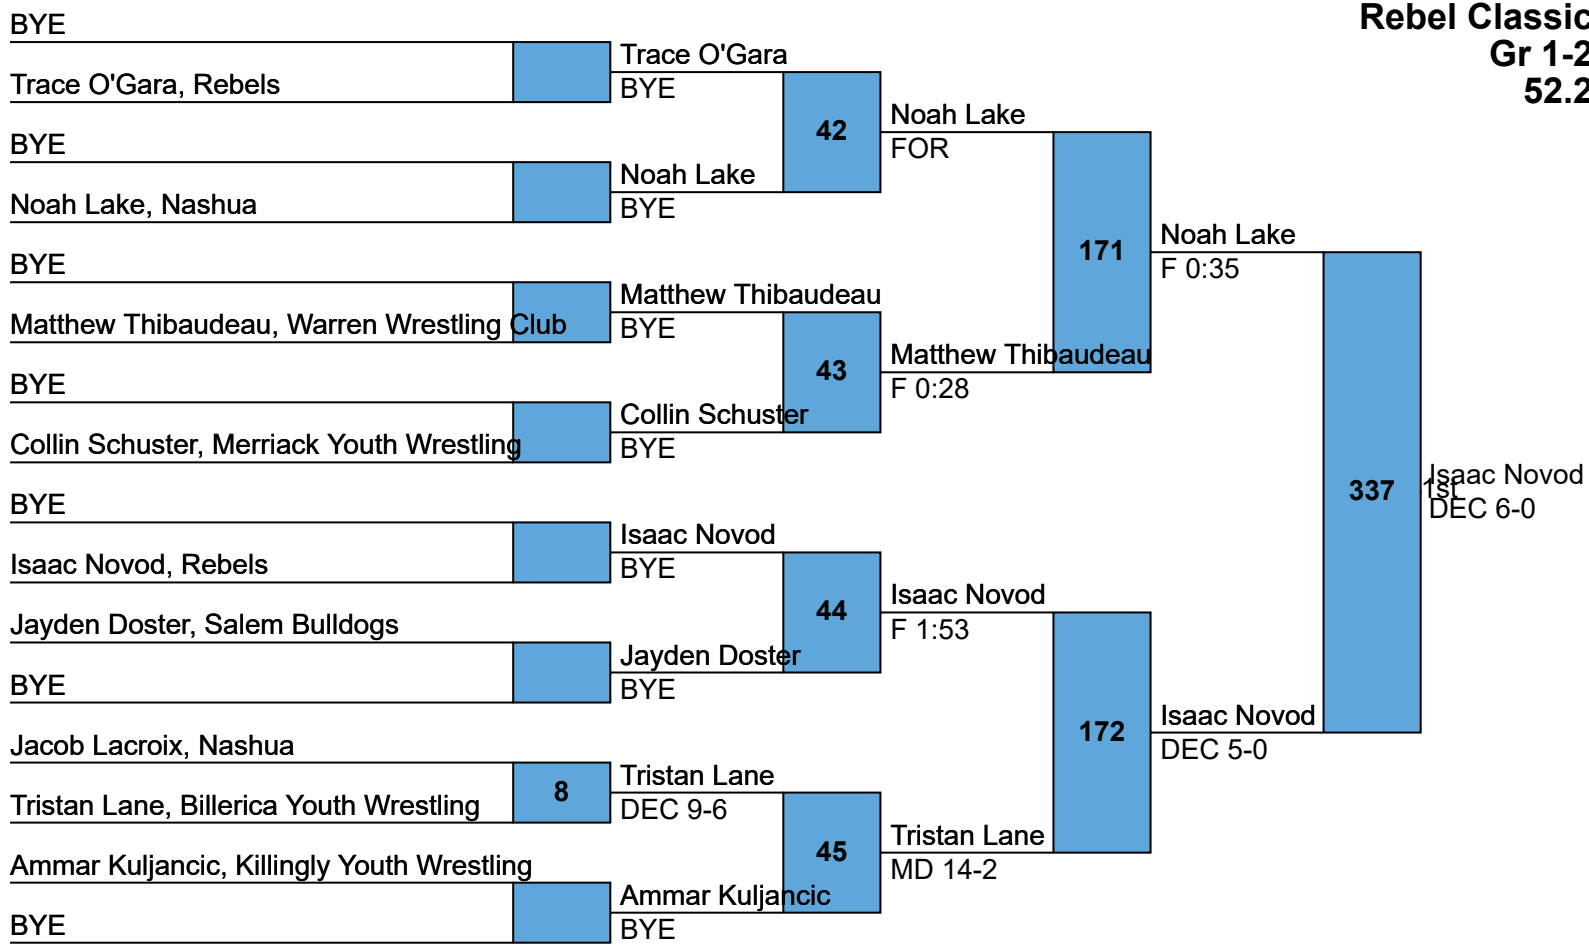 Rebel Classic
Gr 1-2
52.2
BYE
Trace O'Gara, Rebels
BYE
Noah Lake, Nashua
BYE
Matthew Thibaudeau, Warren Wrestling Club
BYE
Collin Schuster, Merriack Youth Wrestling
BYE
Isaac Novod, Rebels
Jayden Doster, Salem Bulldogs
BYE
Jacob Lacroix, Nashua
8
Tristan Lane, Billerica Youth Wrestling
Ammar Kuljancic, Killingly Youth Wrestling
BYE
Trace O'Gara
BYE
42
Noah Lake
BYE
Matthew Thibaudeau
BYE
43
Collin Schuster
BYE
Isaac Novod
BYE
44
Jayden Doster
BYE
Tristan Lane
DEC 9-6
45
Ammar Kuljancic
BYE
Noah Lake
FOR
171
Matthew Thibaudeau
F 0:28
Isaac Novod
F 1:53
172
Tristan Lane
MD 14-2
Noah Lake
F 0:35
337
Isaac Novod
DEC 5-0
Isaac Novod
1st
DEC 6-0